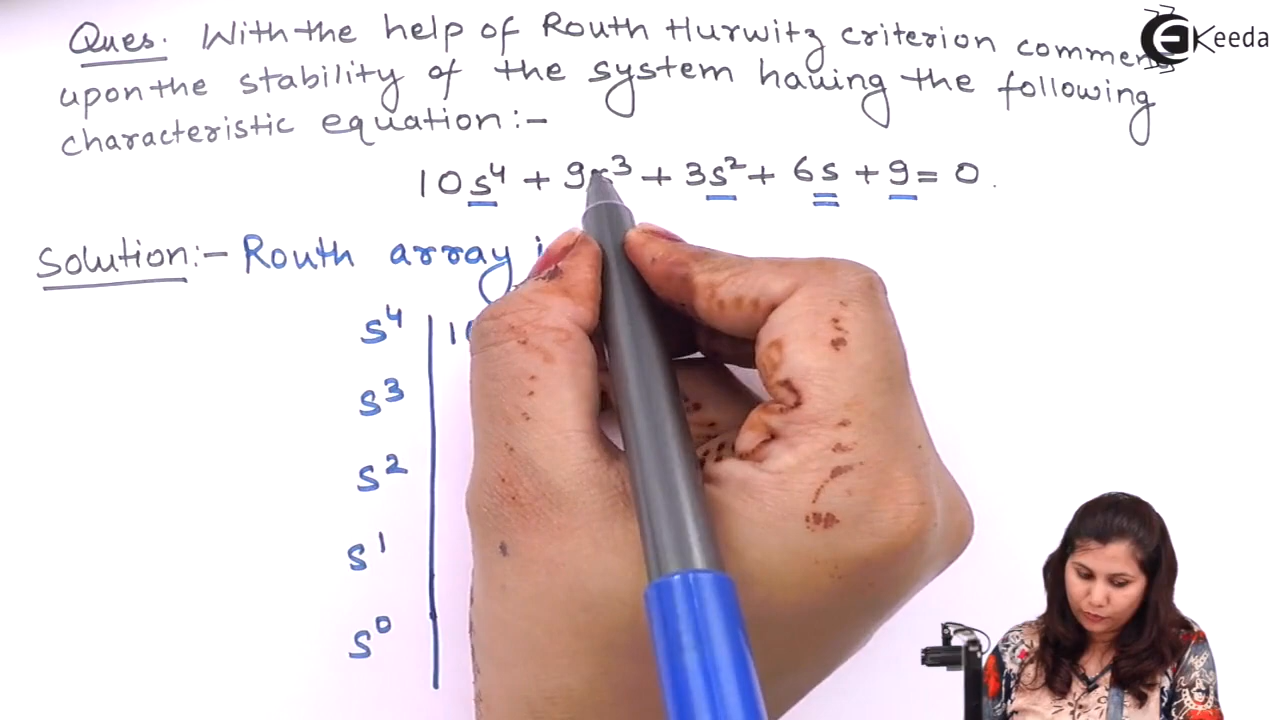 Ques. With the help of Routh Hurwitz criterion comment
Keeda
upon the stability of the system having the following
characteristic equation:-
10s⁴ + 9s³ + 3s² + 6s + 9 = 0.
Solution:- Routh array
s⁴ 10
s³
s²
s¹
s⁰